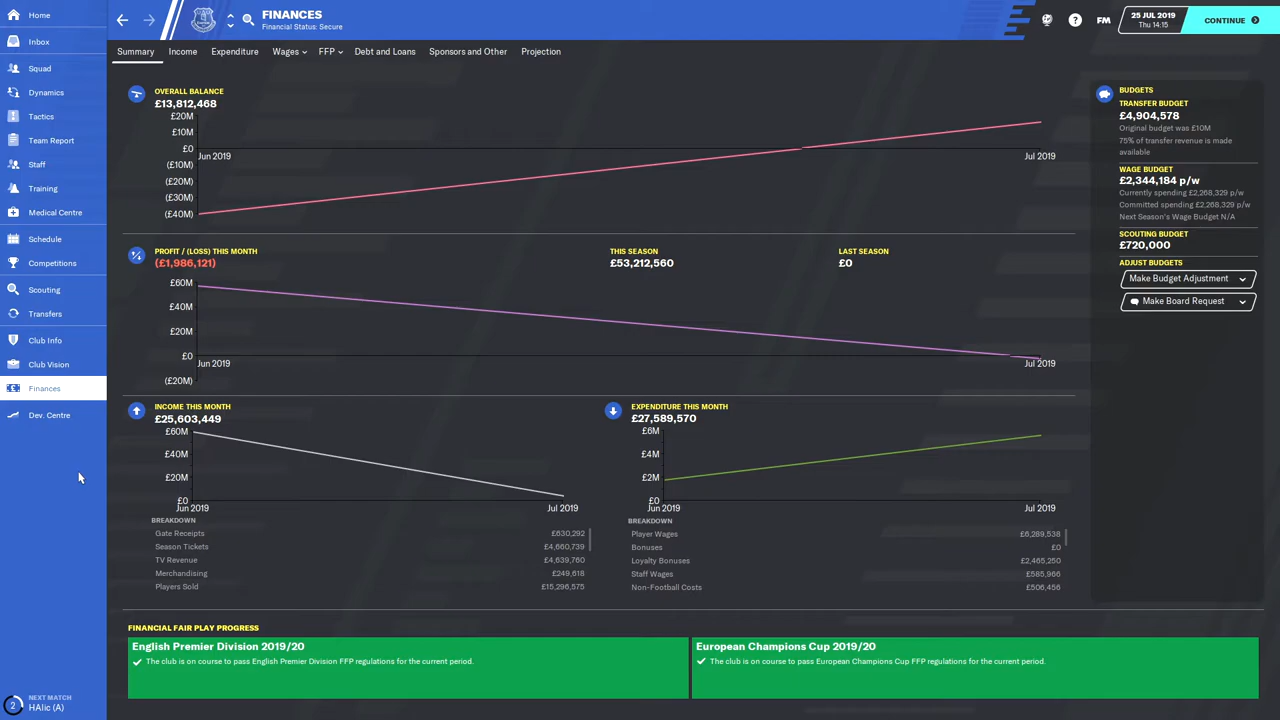 Home
Inbox
Squad
Dynamics
Tactics
Team Report
Staff
Training
Medical Centre
Schedule
Competitions
Scouting
Transfers
Club Info
Club Vision
Finances
Dev. Centre
2
NEXT MATCH
HAlic (A)
FINANCES
Financial Status: Secure
?
FM
25 JUL 2019
Thu 14:15
CONTINUE
Summary
Income
Expenditure
Wages
FFP
Debt and Loans
Sponsors and Other
Projection
OVERALL BALANCE
£13,812,468
£20M
£10M
£0
(£10M)
(£20M)
(£30M)
(£40M)
Jun 2019
Jul 2019
PROFIT / (LOSS) THIS MONTH
(£1,986,121)
THIS SEASON
£53,212,560
LAST SEASON
£0
£60M
£40M
£20M
£0
(£20M)
Jun 2019
Jul 2019
INCOME THIS MONTH
£25,603,449
£60M
£40M
£20M
£0
Jun 2019
Jul 2019
BREAKDOWN
Gate Receipts £630,292
Season Tickets £4,660,739
TV Revenue £4,639,760
Merchandising £249,618
Players Sold £15,296,575
EXPENDITURE THIS MONTH
£27,589,570
£6M
£4M
£2M
£0
Jun 2019
Jul 2019
BREAKDOWN
Player Wages £6,289,538
Bonuses £0
Loyalty Bonuses £2,465,250
Staff Wages £585,966
Non-Football Costs £506,456
BUDGETS
TRANSFER BUDGET
£4,904,578
Original budget was £10M
75% of transfer revenue is made
available
WAGE BUDGET
£2,344,184 p/w
Currently spending £2,268,329 p/w
Committed spending £2,268,329 p/w
Next Season's Wage Budget N/A
SCOUTING BUDGET
£720,000
ADJUST BUDGETS
Make Budget Adjustment
Make Board Request
FINANCIAL FAIR PLAY PROGRESS
English Premier Division 2019/20
The club is on course to pass English Premier Division FFP regulations for the current period.
European Champions Cup 2019/20
The club is on course to pass European Champions Cup FFP regulations for the current period.